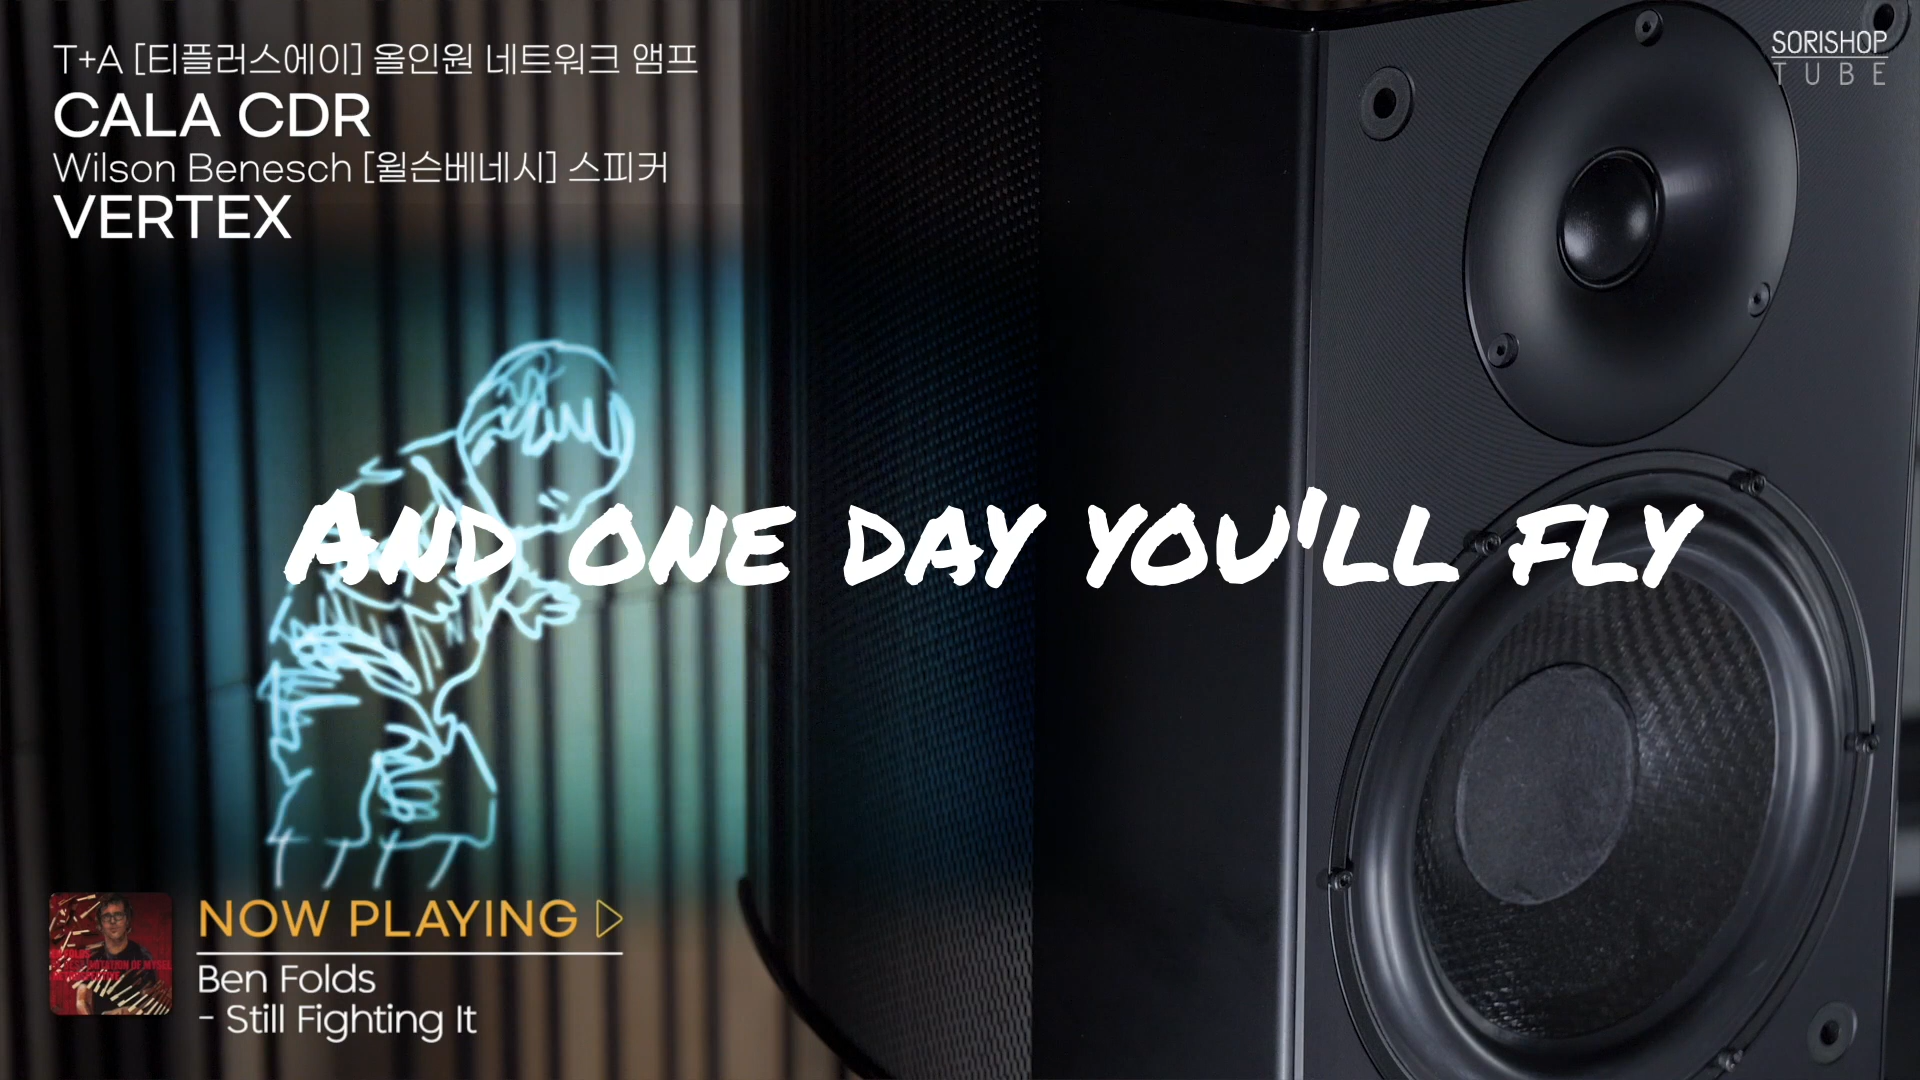 T+A [티플러스에이] 올인원 네트워크 앰프
CALA CDR
Wilson Benesch [윌슨베네시] 스피커
VERTEX
SORISHOP
TUBE
And one day you'll fly
NOW PLAYING
Ben Folds
- Still Fighting It